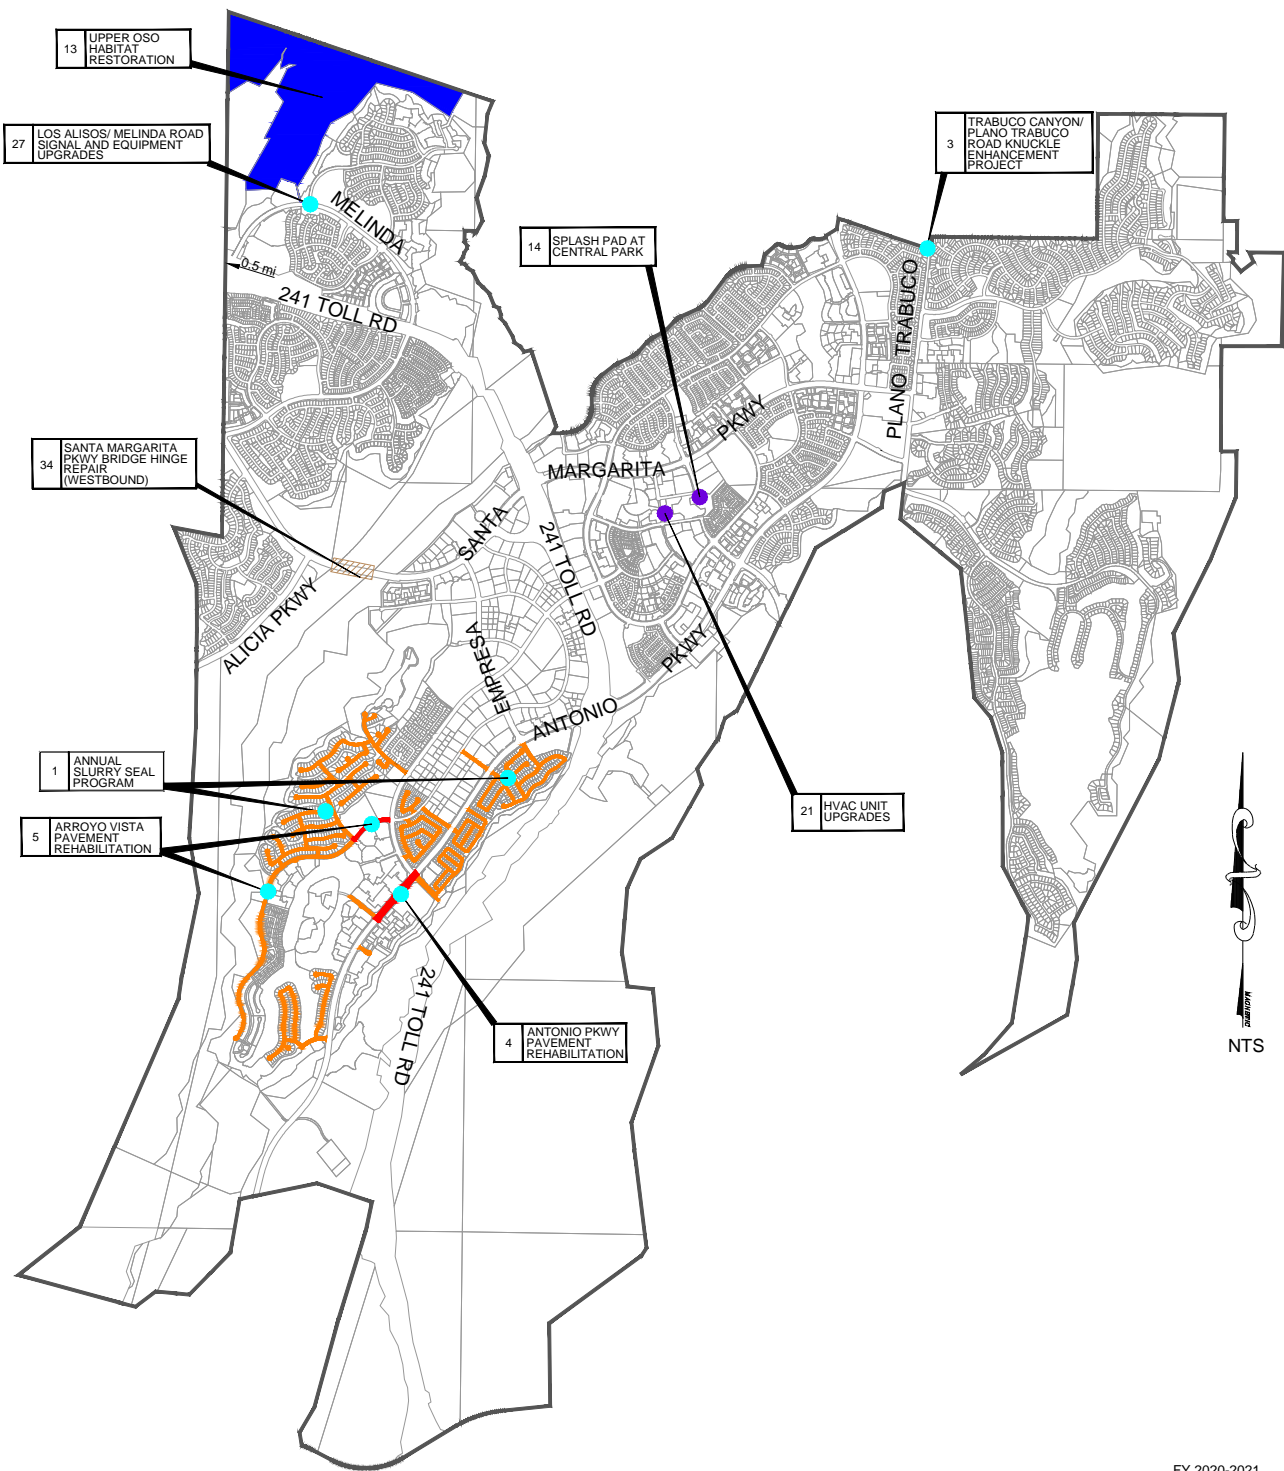 13
UPPER OSO
HABITAT
RESTORATION
27
LOS ALISOS/ MELINDA ROAD
SIGNAL AND EQUIPMENT
UPGRADES
3
TRABUCO CANYON/
PLANO TRABUCO
ROAD KNUCKLE
ENHANCEMENT
PROJECT
MELINDA
14
SPLASH PAD AT
CENTRAL PARK
0.5 mi
241 TOLL RD
PLANO TRABUCO
34
SANTA MARGARITA
PKWY BRIDGE HINGE
REPAIR
(WESTBOUND)
SANTA MARGARITA PKWY
241 TOLL RD
ALICIA PKWY
EMPRESA
ANTONIO PKWY
1
ANNUAL
SLURRY SEAL
PROGRAM
5
ARROYO VISTA
PAVEMENT
REHABILITATION
21
HVAC UNIT
UPGRADES
4
ANTONIO PKWY
PAVEMENT
REHABILITATION
241 TOLL RD
NTS
FY 2020-2021